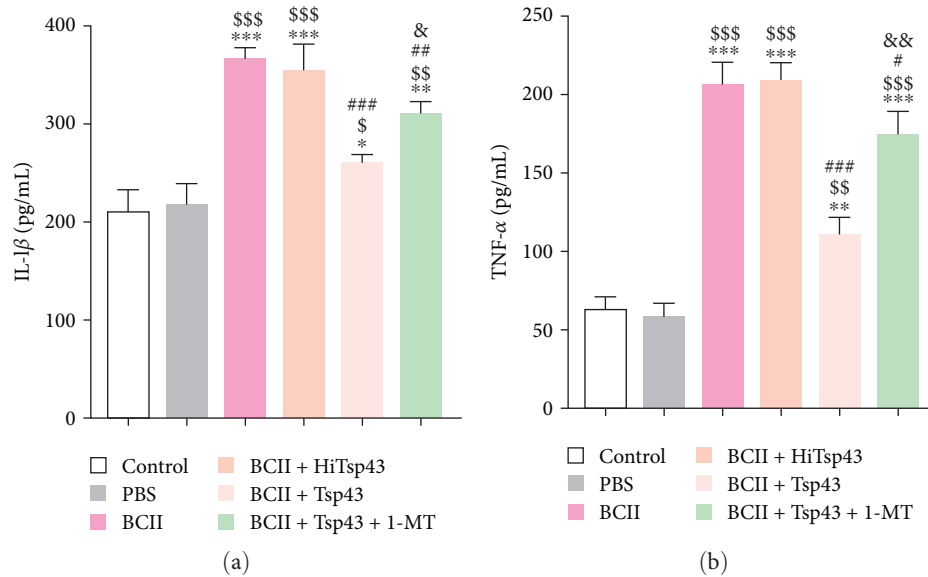 400
300
200
100
0
IL-1β (pg/mL)
$$$
***
$$$
***
###
$
*
&
##
$$
**
Control
PBS
BCII
BCII + HiTsp43
BCII + Tsp43
BCII + Tsp43 + 1-MT
(a)
250
200
150
100
50
0
TNF-α (pg/mL)
$$$
***
$$$
***
###
$$
**
&&
#
$$$
***
Control
PBS
BCII
BCII + HiTsp43
BCII + Tsp43
BCII + Tsp43 + 1-MT
(b)